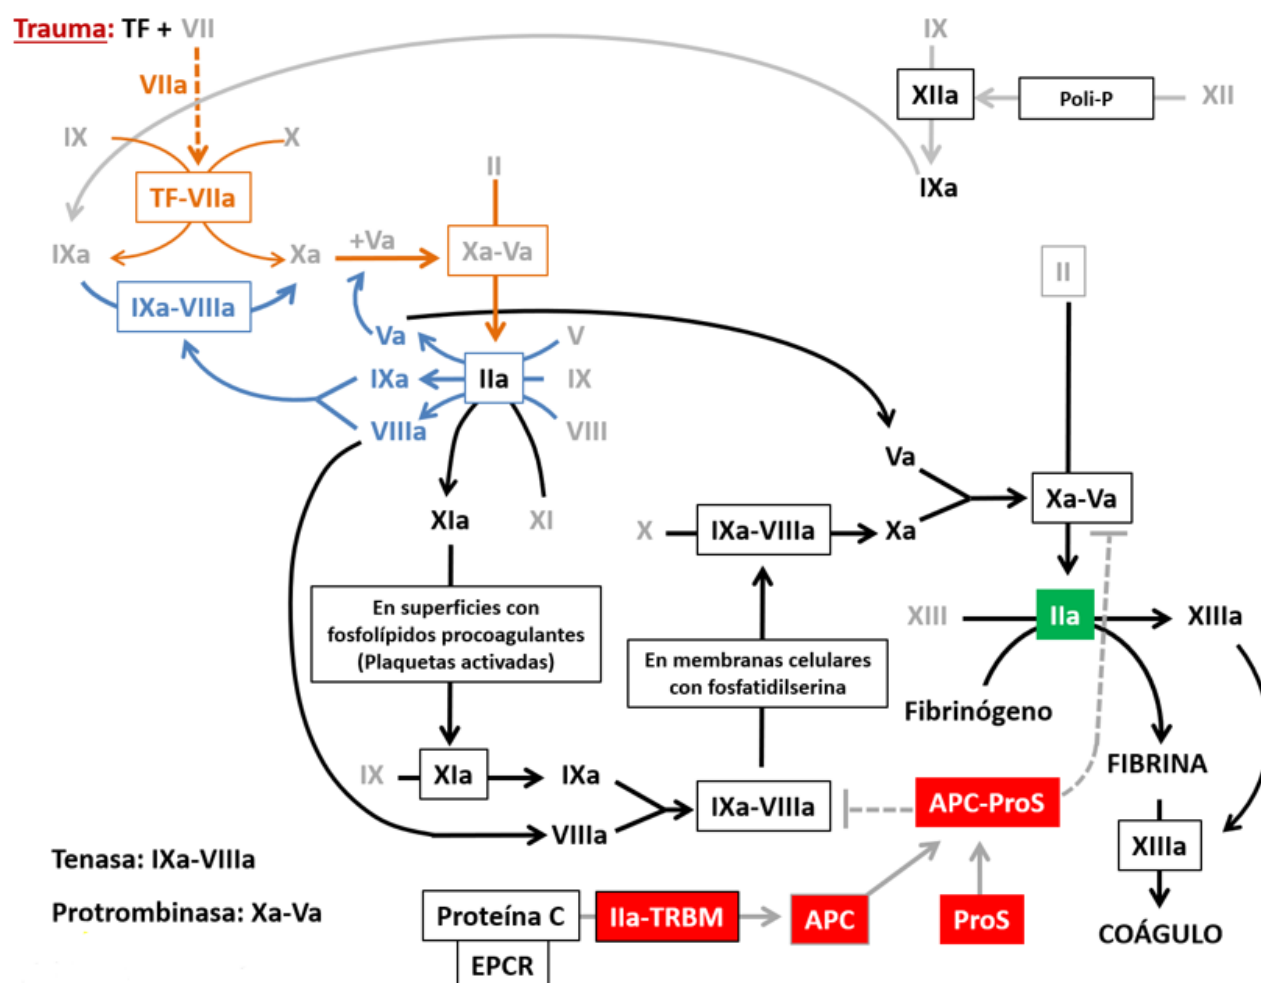 Trauma: TF + VII
IX
VIIa
XIIa
Poli-P
XII
IX
X
II
IXa
TF-VIIa
IXa
Xa
+Va
Xa-Va
II
IXa-VIIIa
Va
V
IXa
IIa
IX
VIIIa
VIII
Va
Xa-Va
XIa
XI
X
IXa-VIIIa
Xa
En superficies con
fosfolípidos procoagulantes
(Plaquetas activadas)
XIII
IIa
XIIIa
En membranas celulares
con fosfatidilserina
Fibrinógeno
FIBRINA
IX
XIa
IXa
IXa-VIIIa
APC-ProS
VIIIa
XIIIa
Tenasa: IXa-VIIIa
Protrombinasa: Xa-Va
Proteína C
IIa-TRBM
APC
ProS
COÁGULO
EPCR